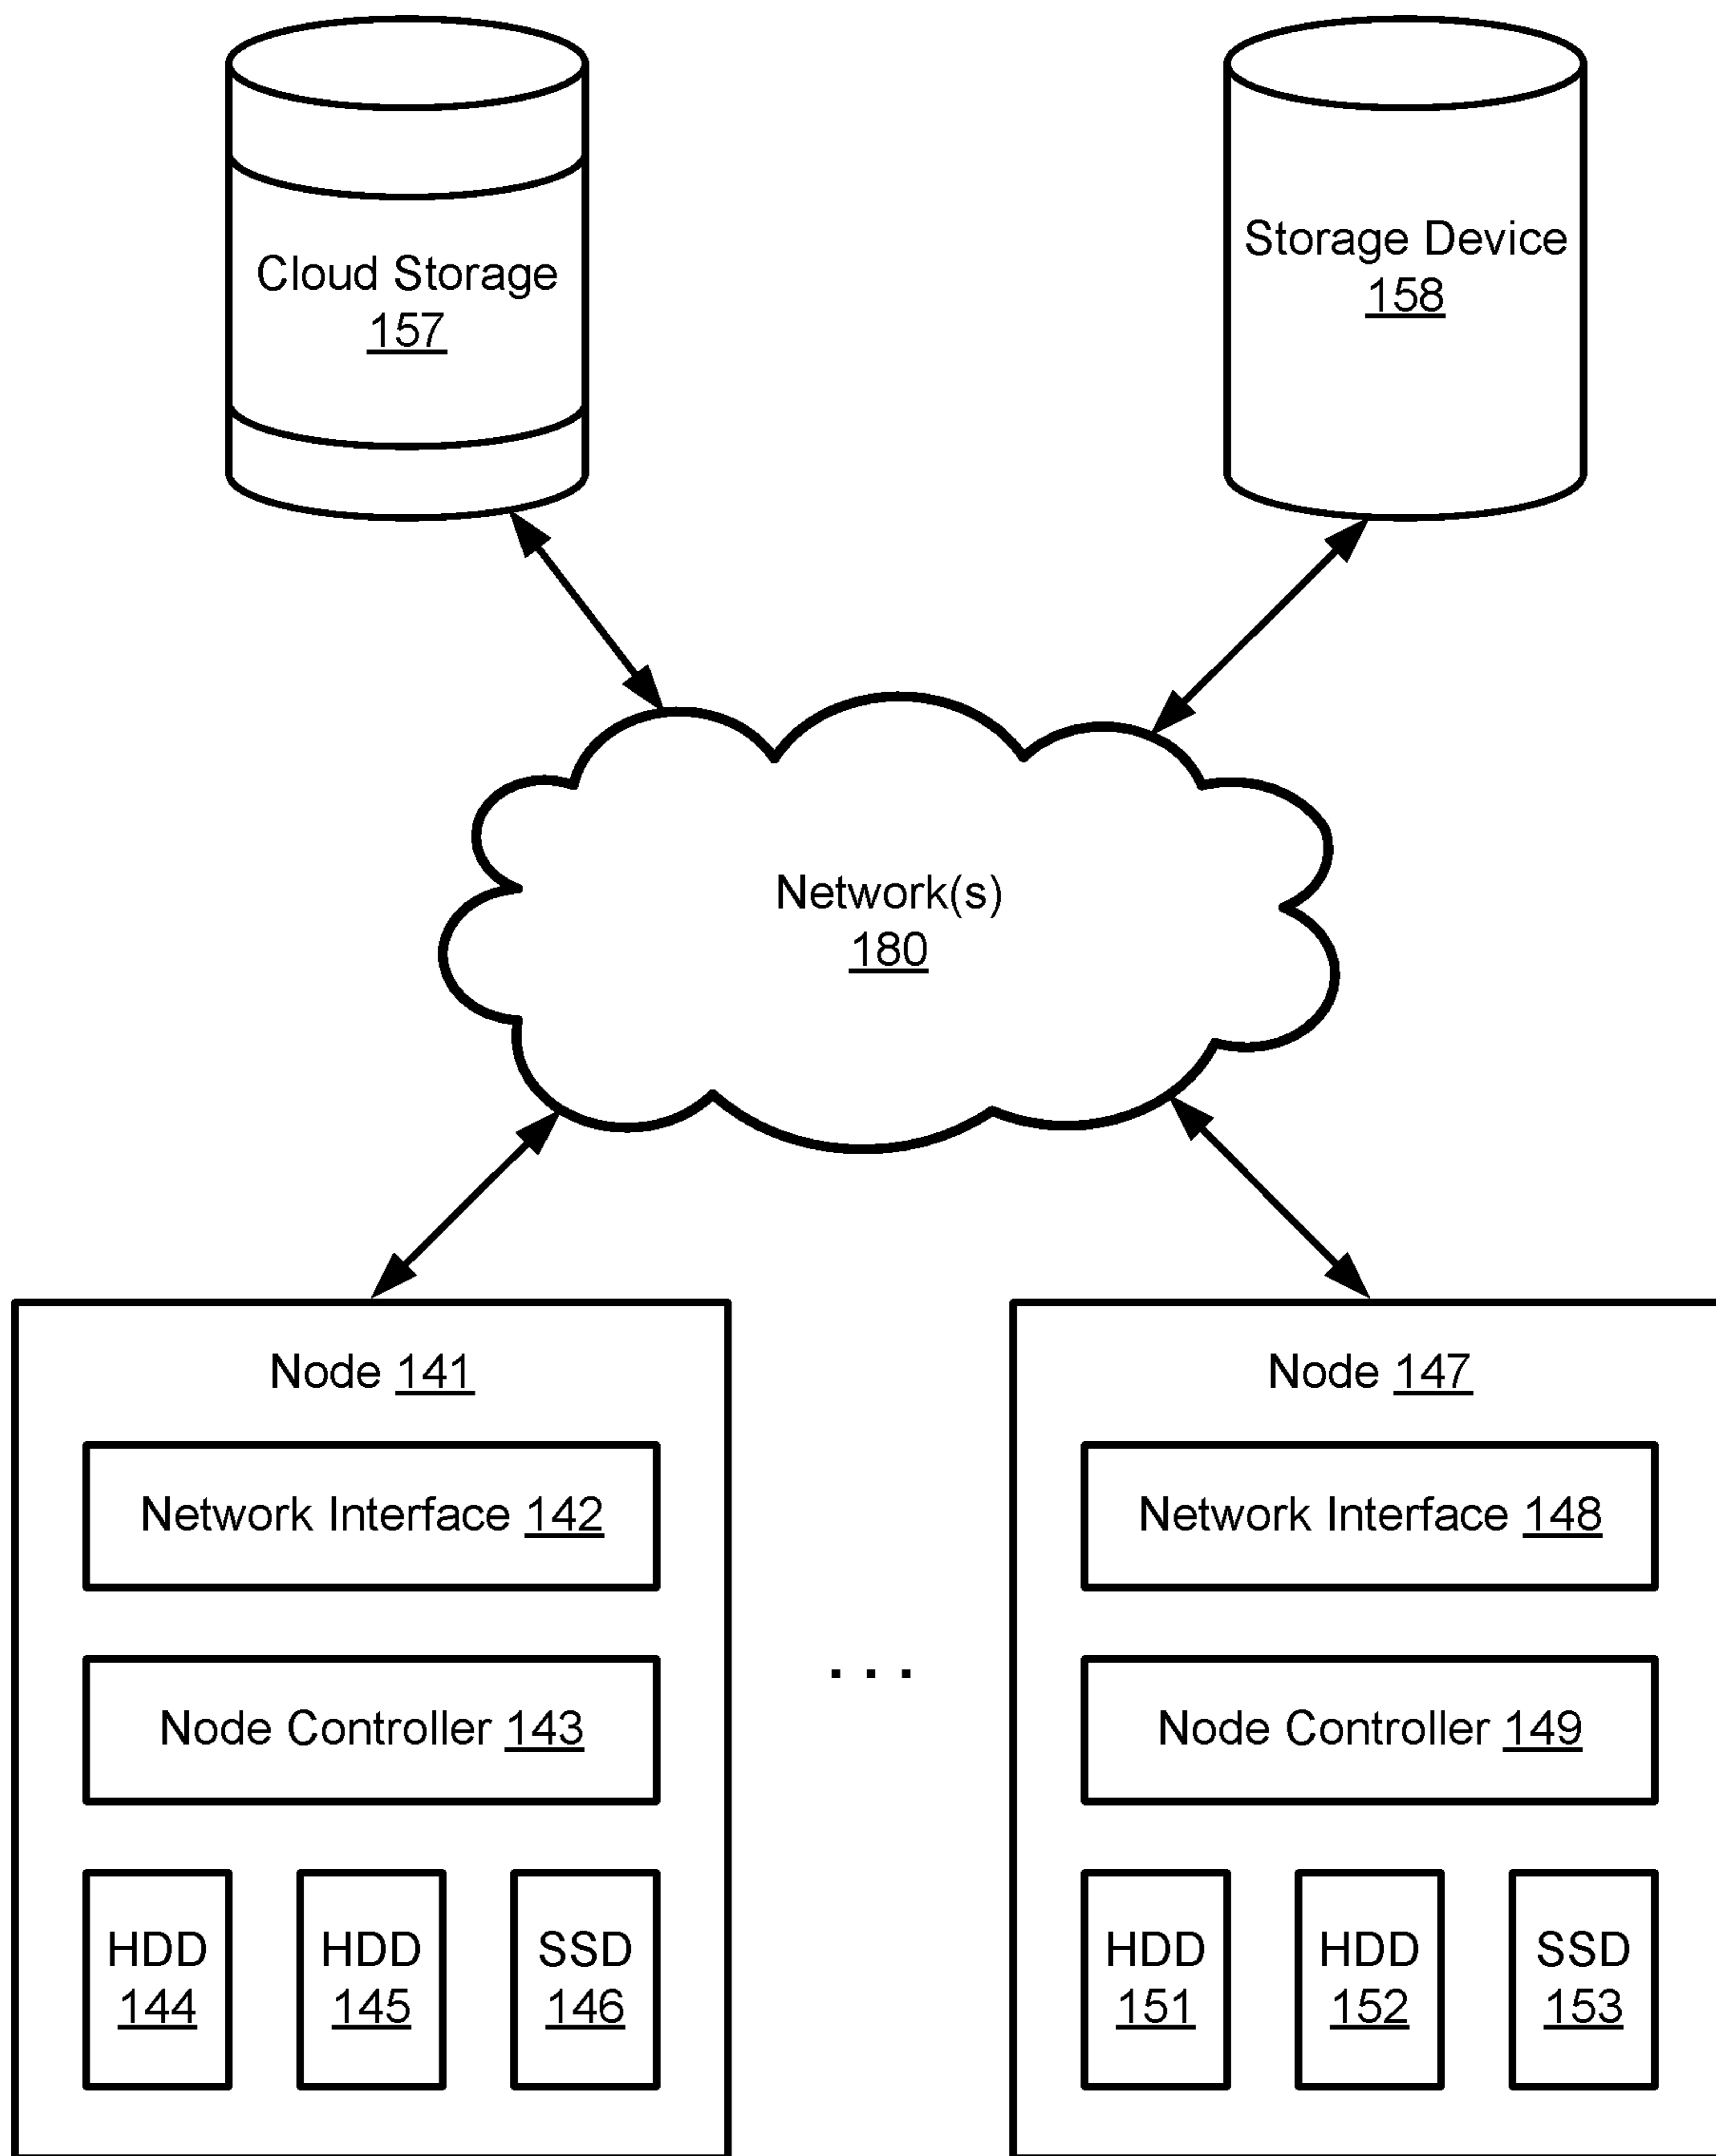 Cloud Storage
157
Storage Device
158
Network(s)
180
Node 141
Network Interface 142
Node Controller 143
HDD
144
HDD
145
SSD
146
. . .
Node 147
Network Interface 148
Node Controller 149
HDD
151
HDD
152
SSD
153